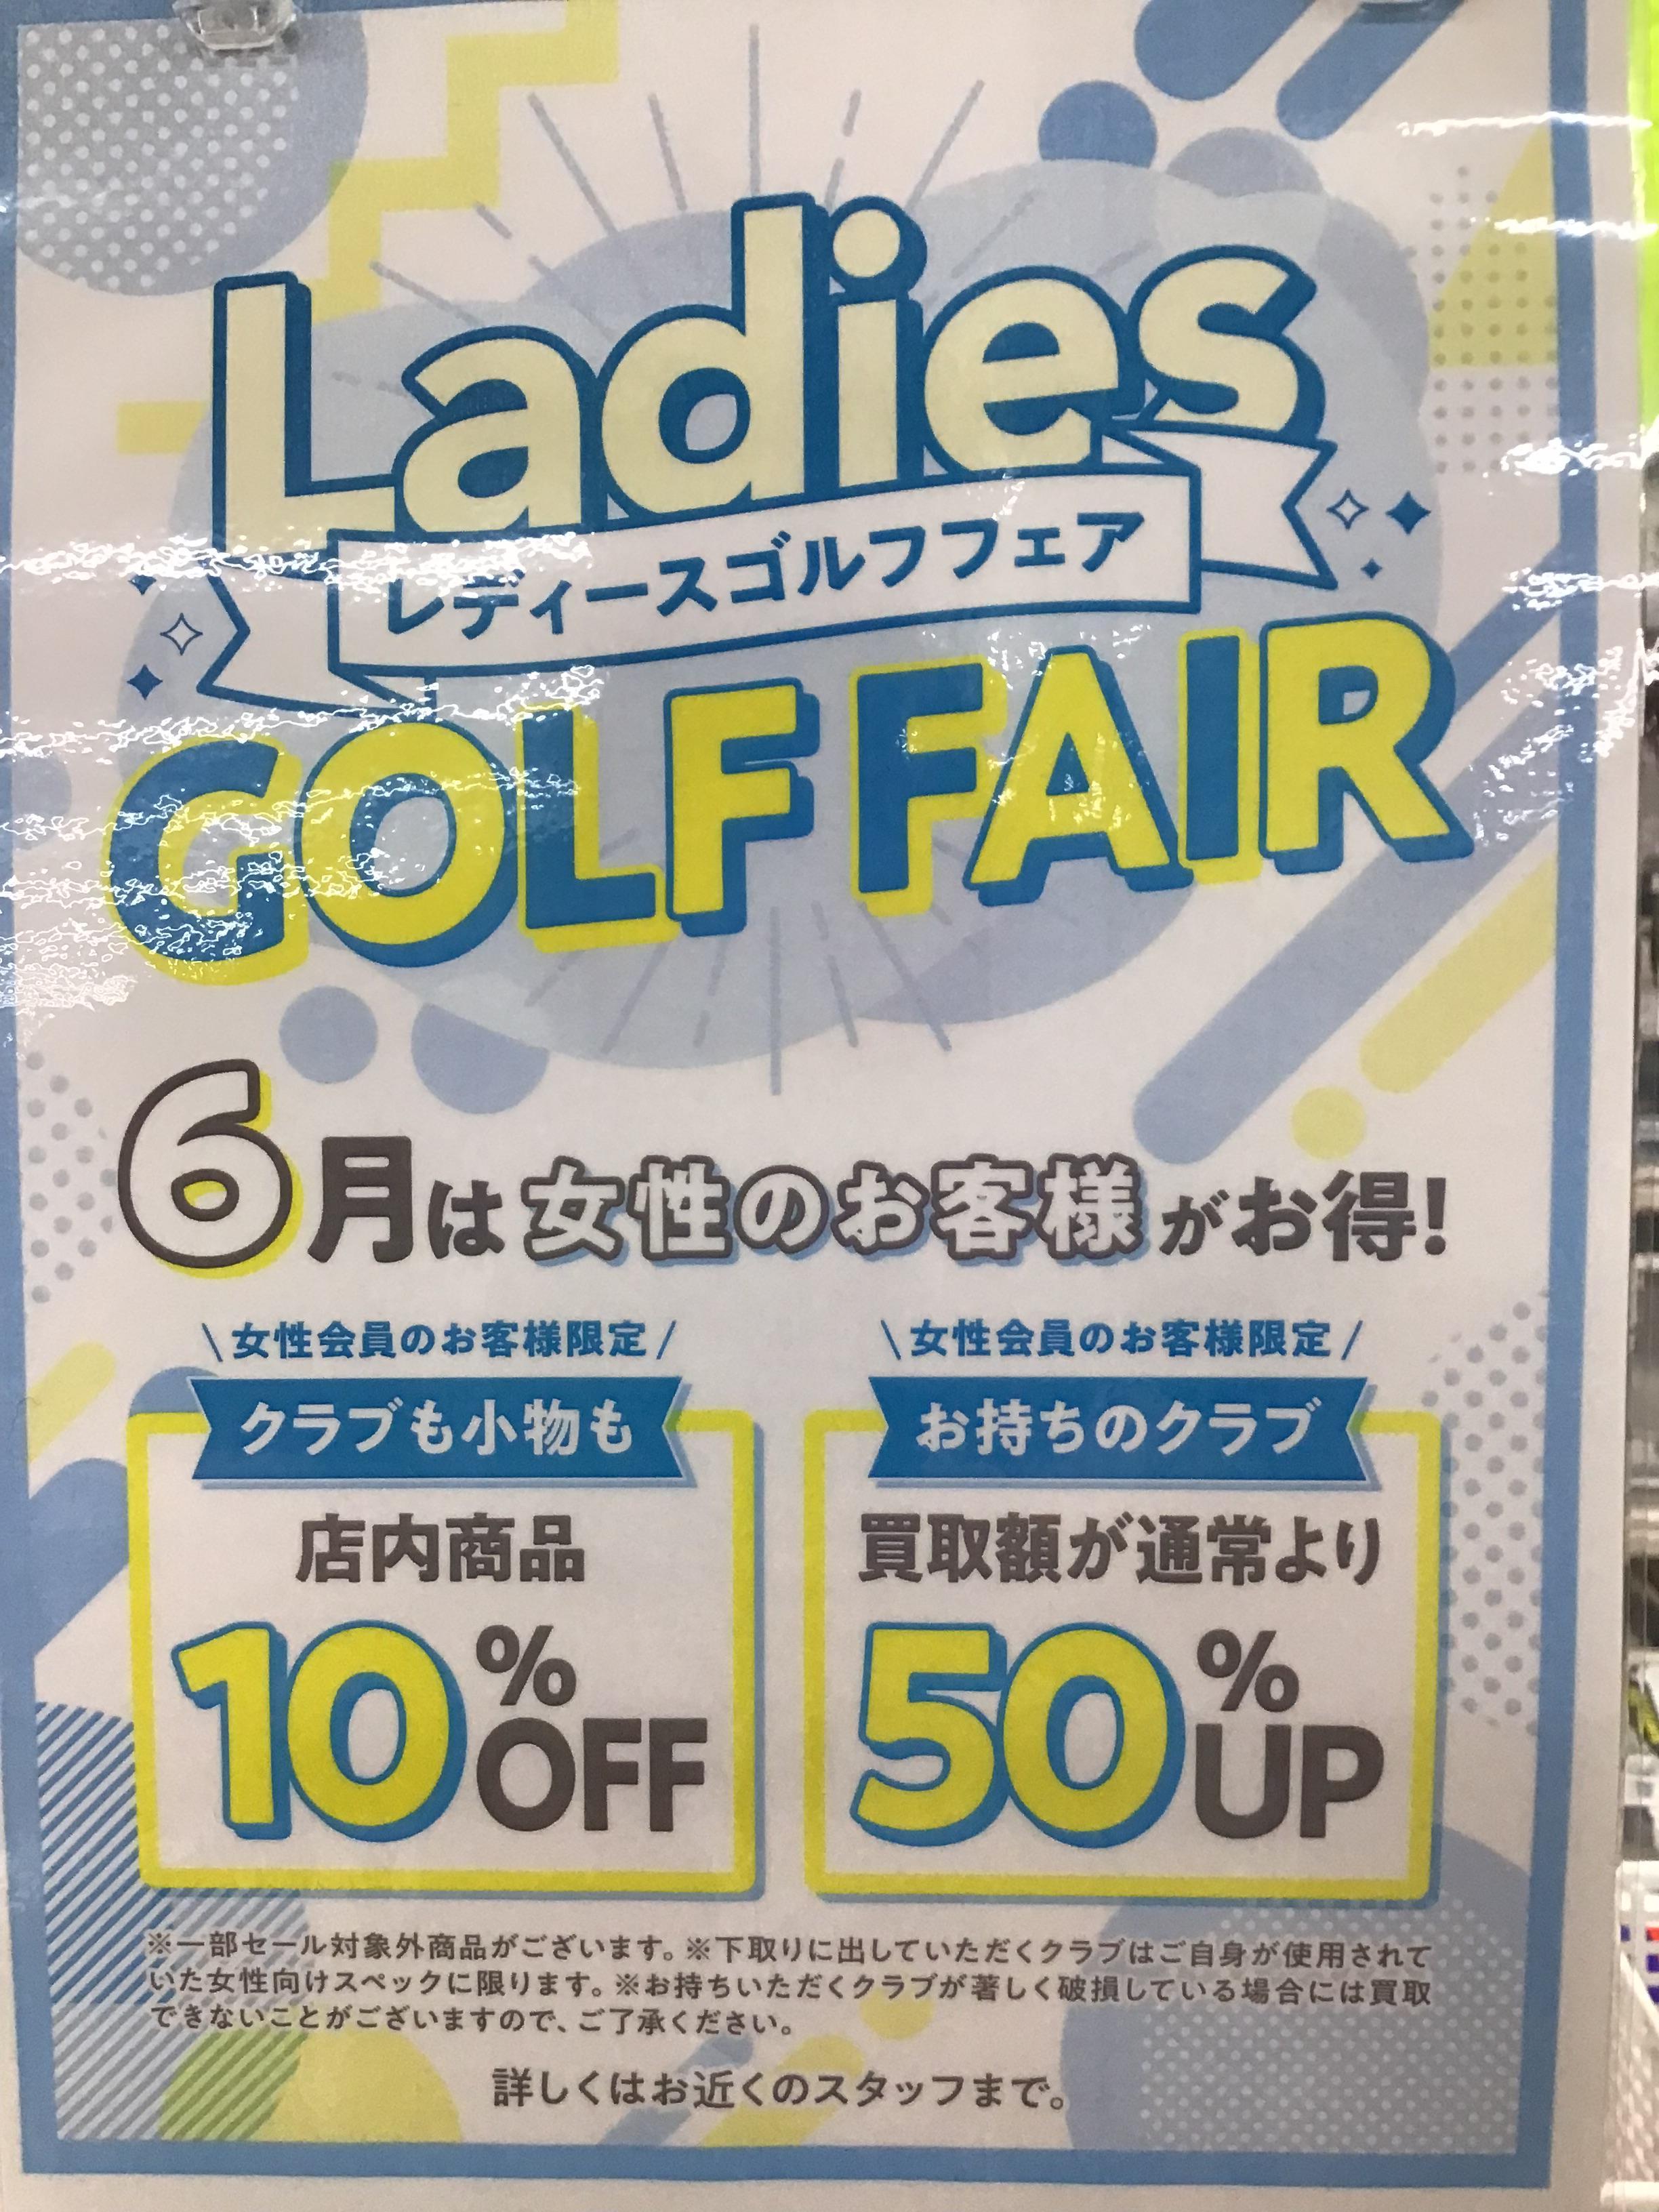 Ladies
レディースゴルフフェア
GOLF FAIR
6月は女性のお客様がお得!
\女性会員のお客様限定/
クラブも小物も
店内商品
10%OFF
\女性会員のお客様限定/
お持ちのクラブ
買取額が通常より
50%UP
※一部セール対象外商品がございます。※下取りに出していただくクラブはご自身が使用されて
いた女性向けスペックに限ります。※お持ちいただくクラブが著しく破損している場合には買取
できないことがございますので、ご了承ください。
詳しくはお近くのスタッフまで。